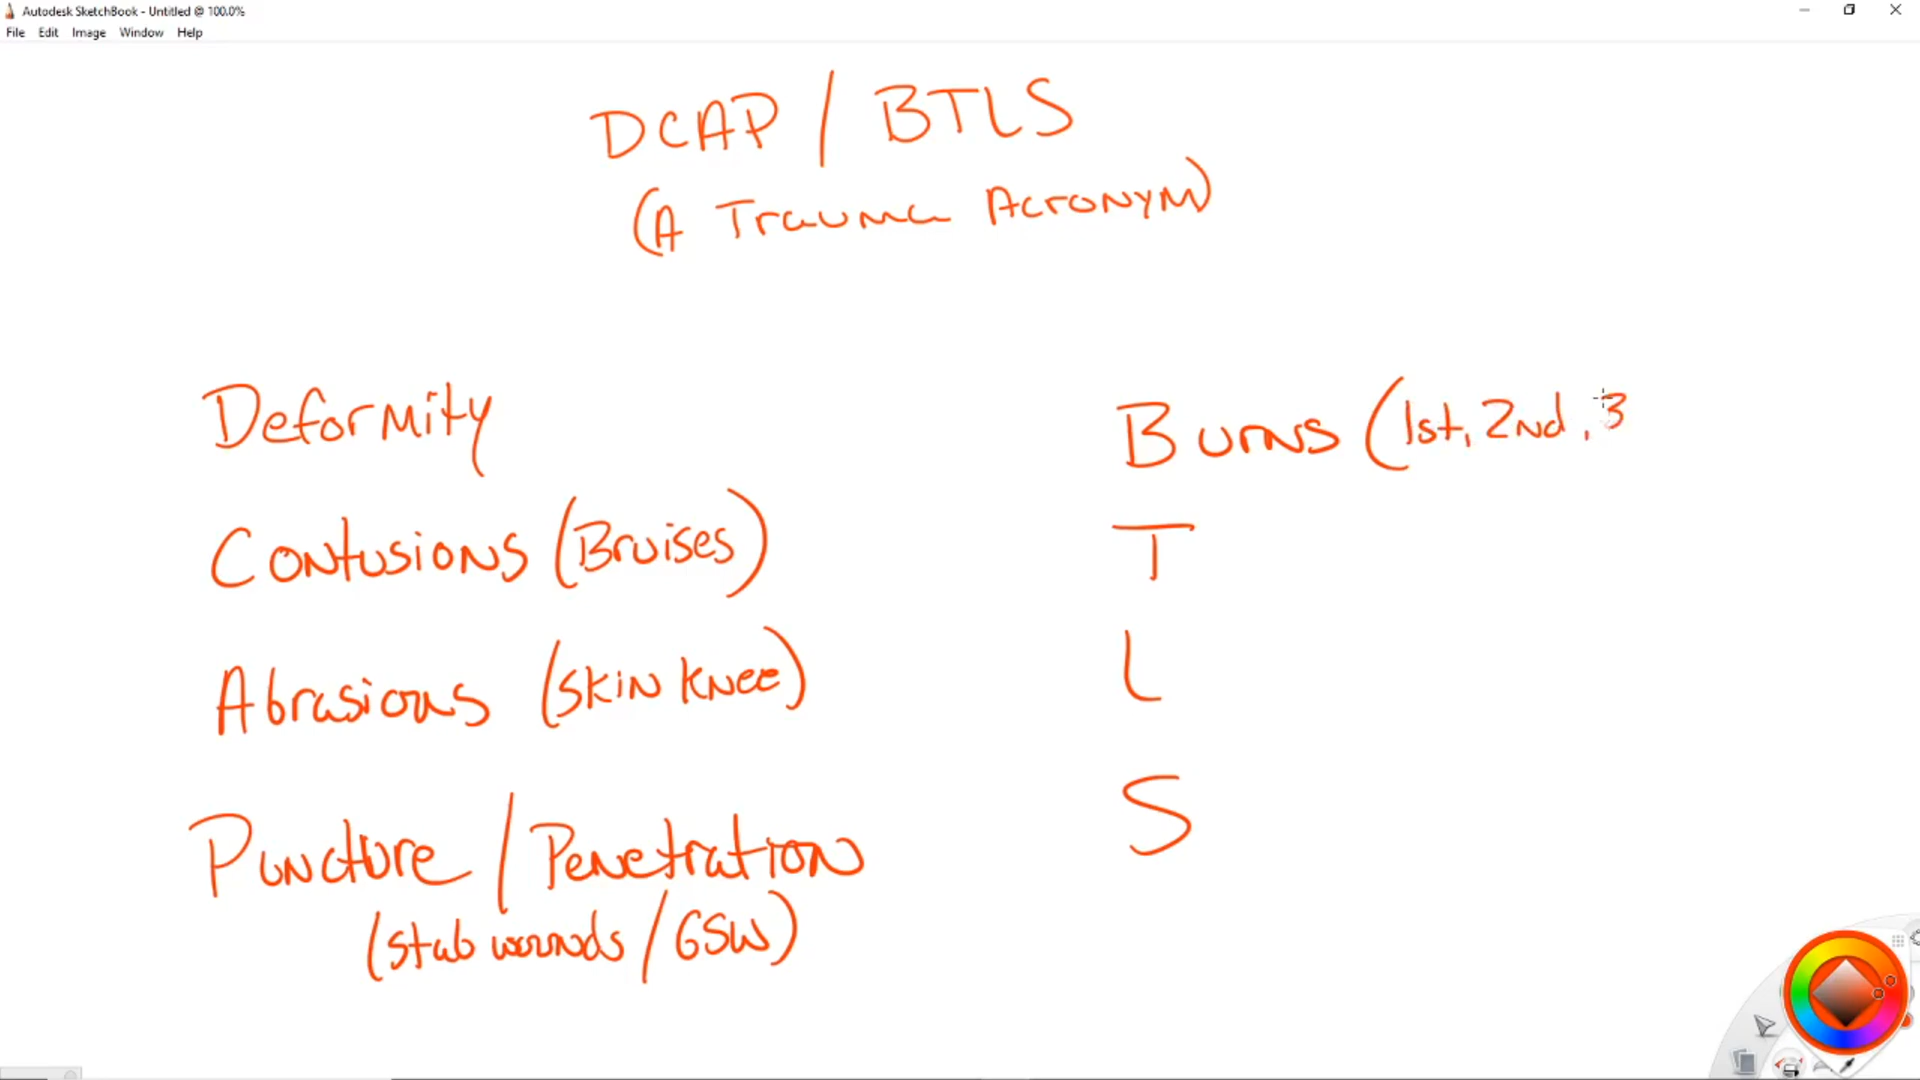 Autodesk SketchBook - Untitled @ 100.0%
File Edit Image Window Help
DCAP / BTLS
(A Trauma Acronym)
Deformity
Contusions (Bruises)
Abrasions (skin knee)
Puncture / Penetration
(stab wounds / GSW)
Burns (1st, 2nd, 3
T
L
S